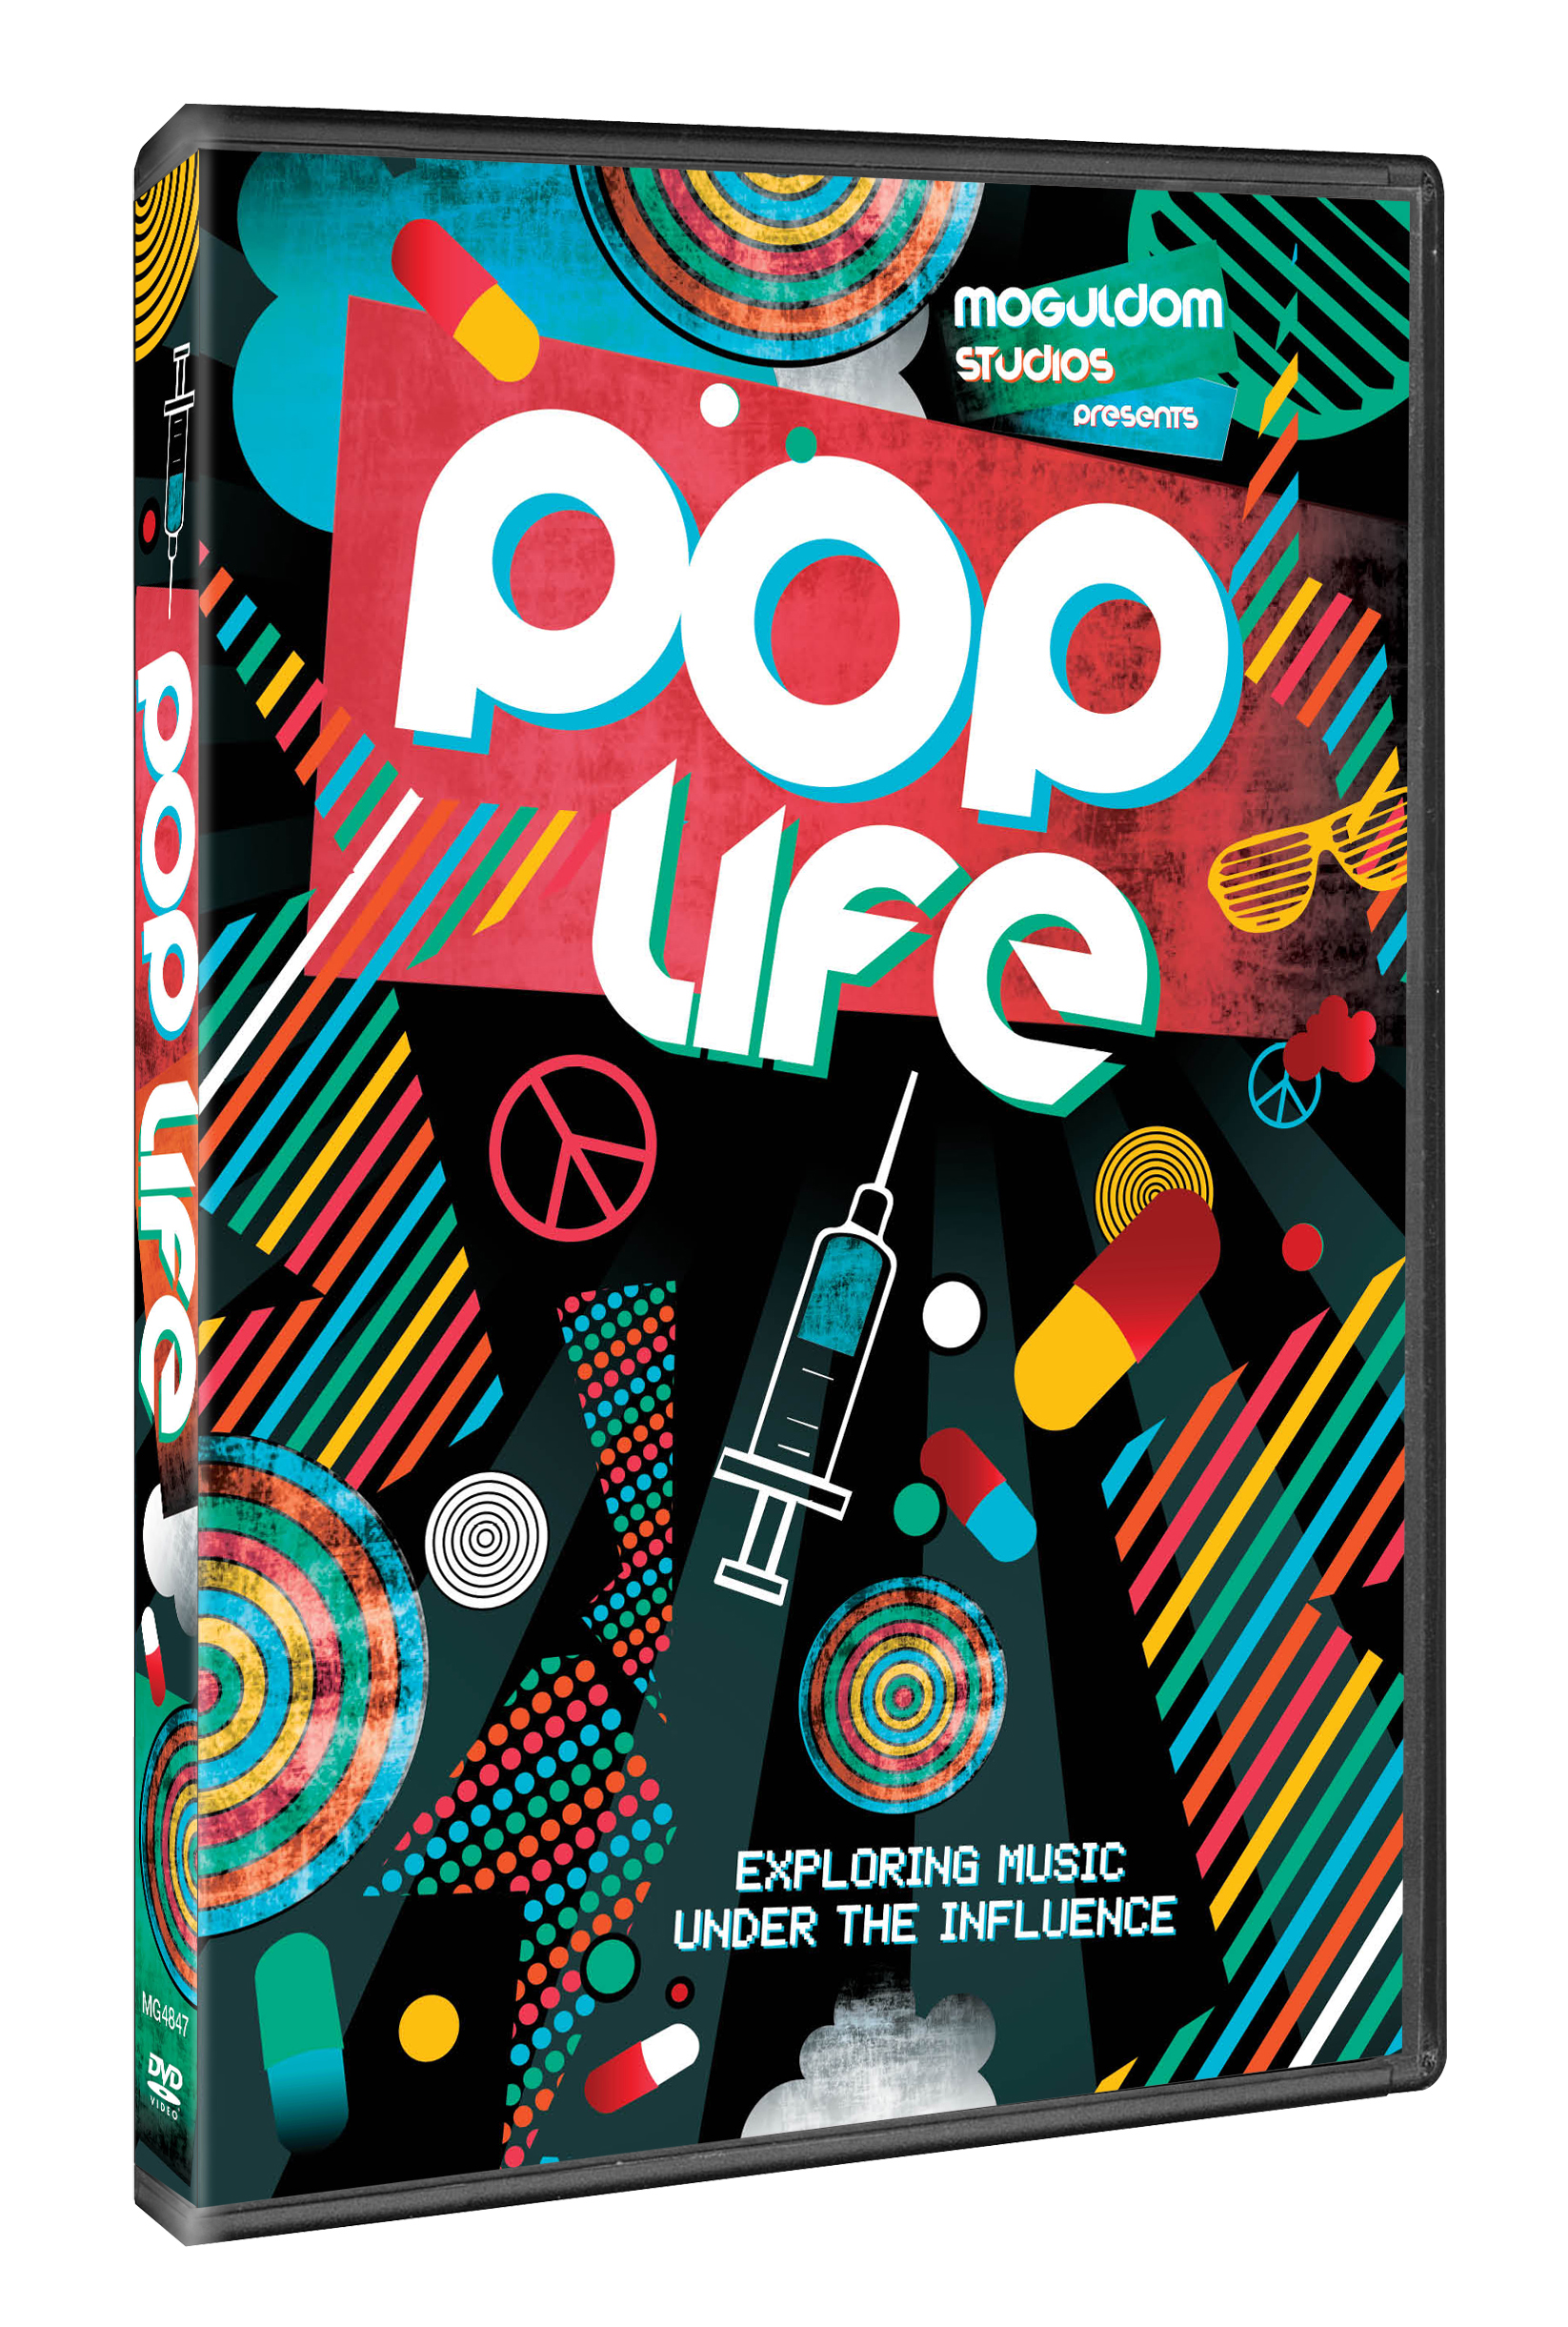 moguldom
studios
presents
pop
life
EXPLORING MUSIC
UNDER THE INFLUENCE
pop life
MG4847
DVD
VIDEO